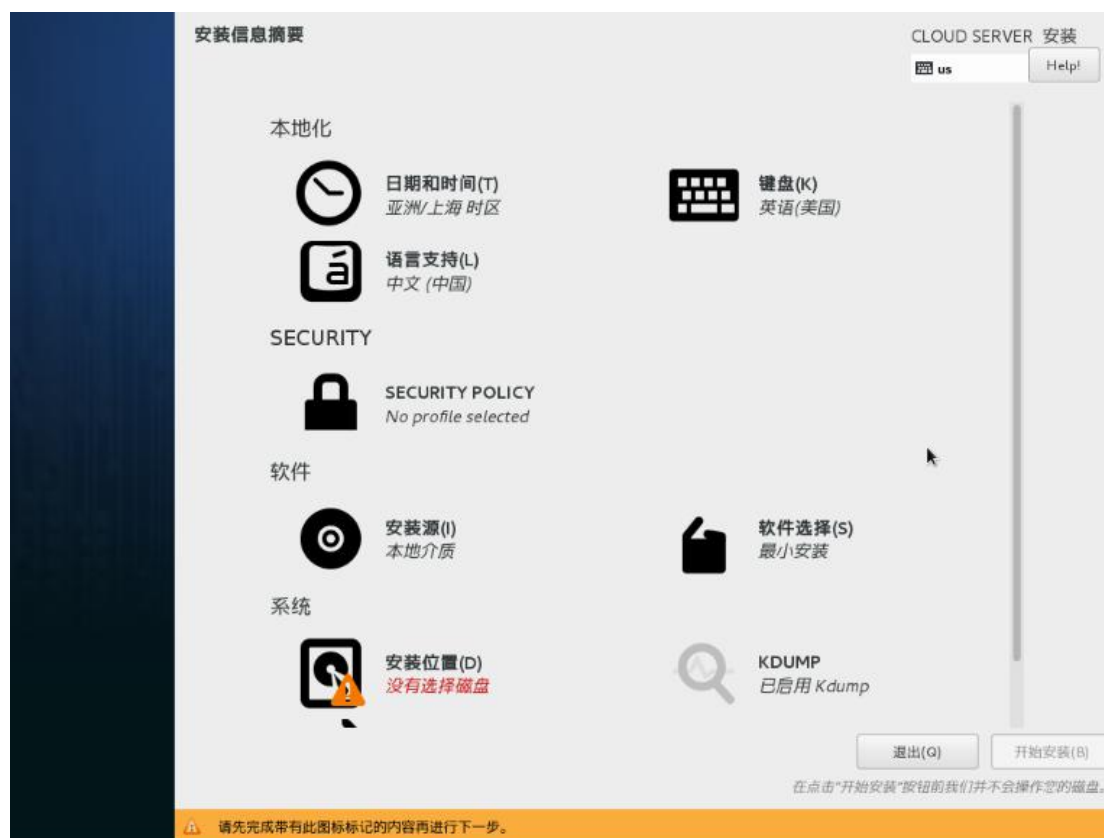 安装信息摘要
CLOUD SERVER 安装
us
Help!
本地化
日期和时间(T)
亚洲/上海 时区
键盘(K)
英语(美国)
语言支持(L)
中文 (中国)
SECURITY
SECURITY POLICY
No profile selected
软件
安装源(I)
本地介质
软件选择(S)
最小安装
系统
安装位置(D)
没有选择磁盘
KDUMP
已启用 Kdump
退出(Q)
开始安装(B)
在点击"开始安装"按钮前我们并不会操作您的磁盘。
请先完成带有此图标标记的内容再进行下一步。